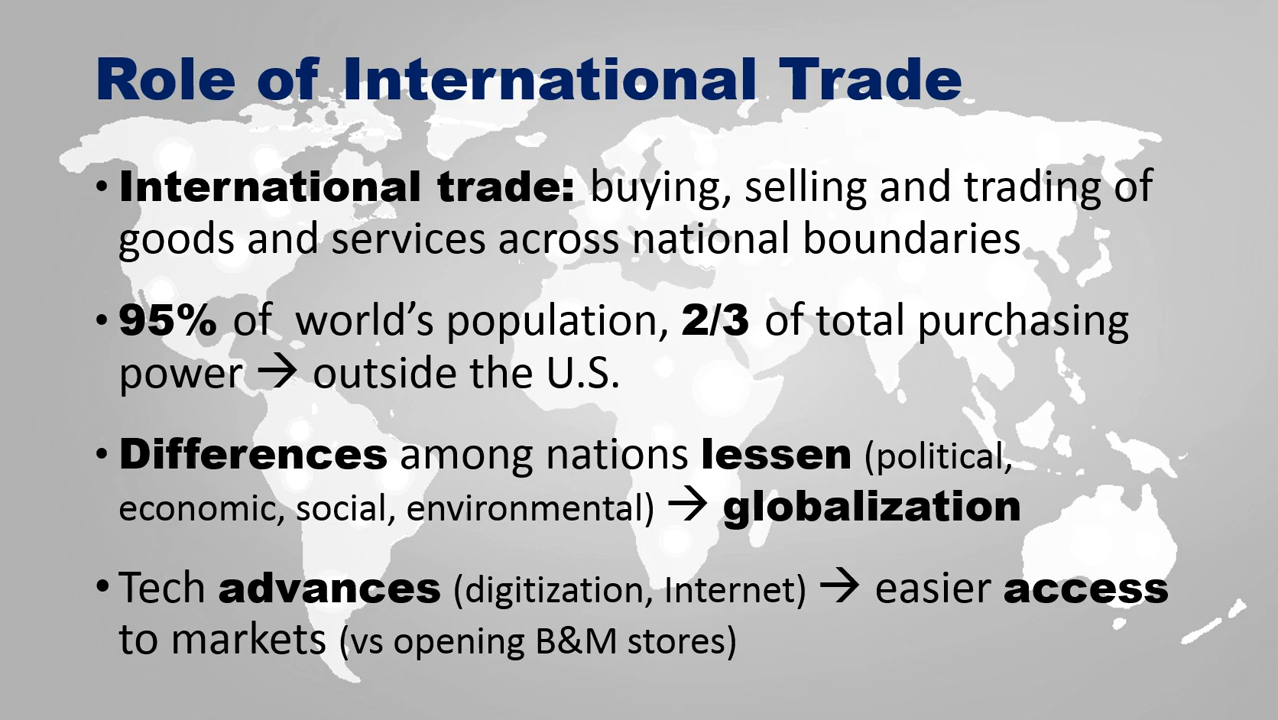 Role of International Trade
• International trade: buying, selling and trading of
goods and services across national boundaries
• 95% of world’s population, 2/3 of total purchasing
power → outside the U.S.
• Differences among nations lessen (political,
economic, social, environmental) → globalization
• Tech advances (digitization, Internet) → easier access
to markets (vs opening B&M stores)